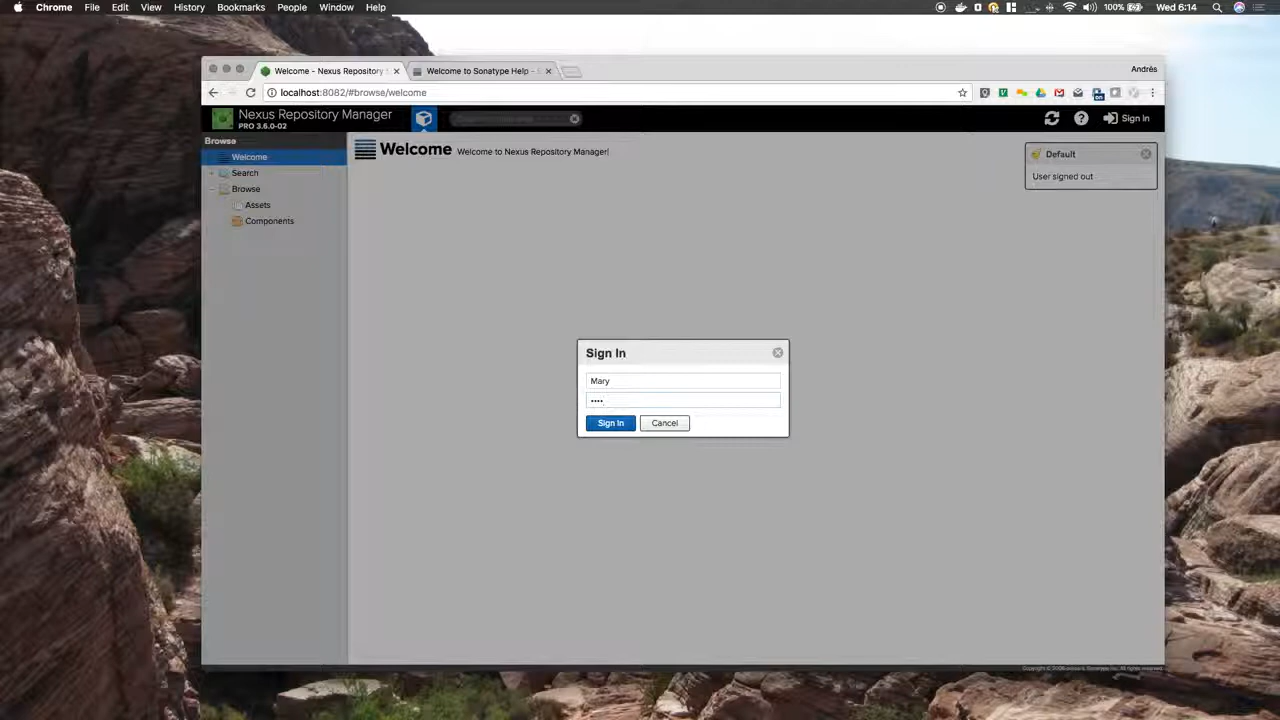 Chrome File Edit View History Bookmarks People Window Help 100% Wed 6:14
Welcome - Nexus Repository Welcome to Sonatype Help - Andrés
localhost:8082/#browse/welcome
Nexus Repository Manager
PRO 3.6.0-02
Sign in
Browse
Welcome
Search
Browse
Assets
Components
Welcome Welcome to Nexus Repository Manager!
Default
User signed out
Sign In
Mary
••••
Sign In Cancel